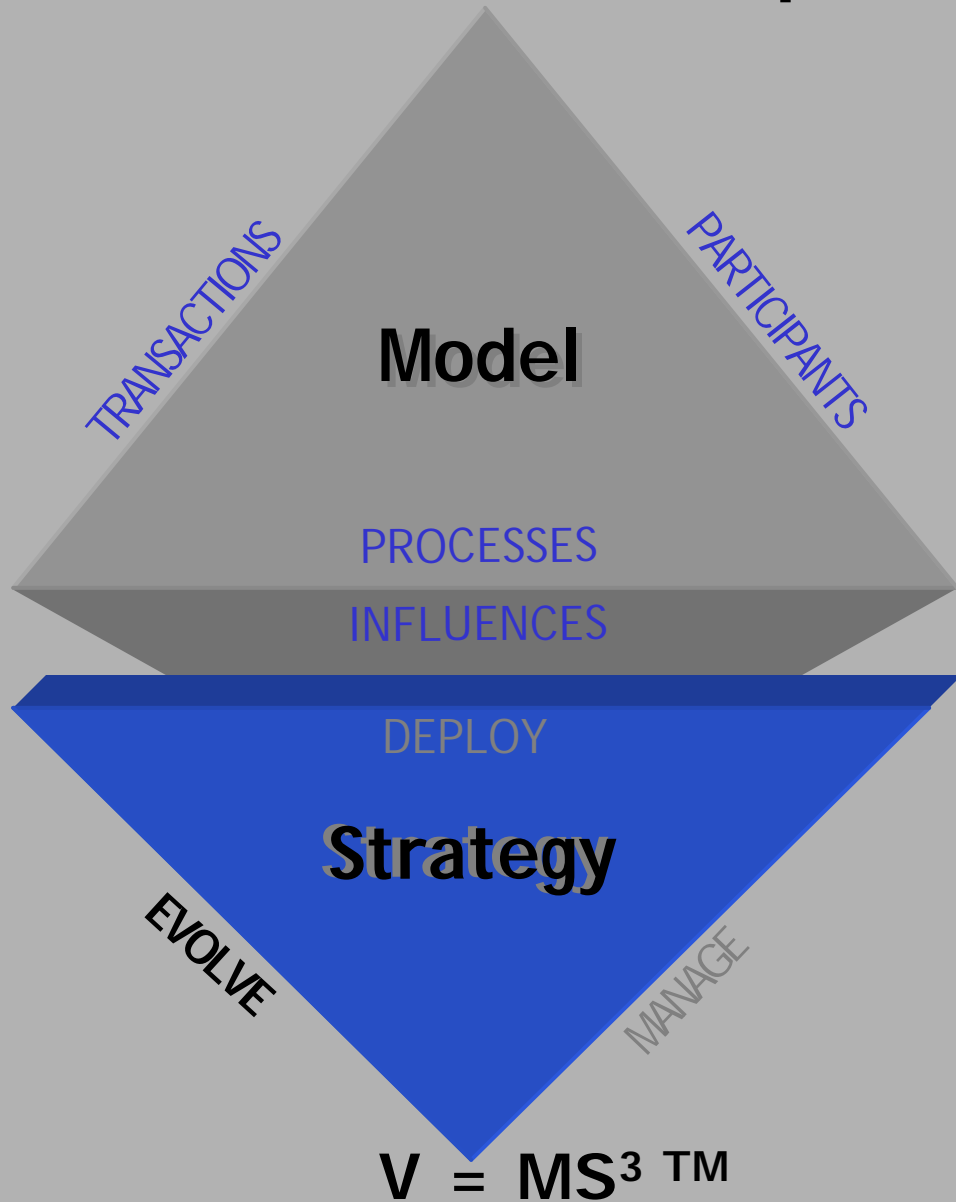 TRANSACTIONS
PARTICIPANTS
Model
PROCESSES
INFLUENCES
DEPLOY
Strategy
EVOLVE
MANAGE
V = MS³ ™